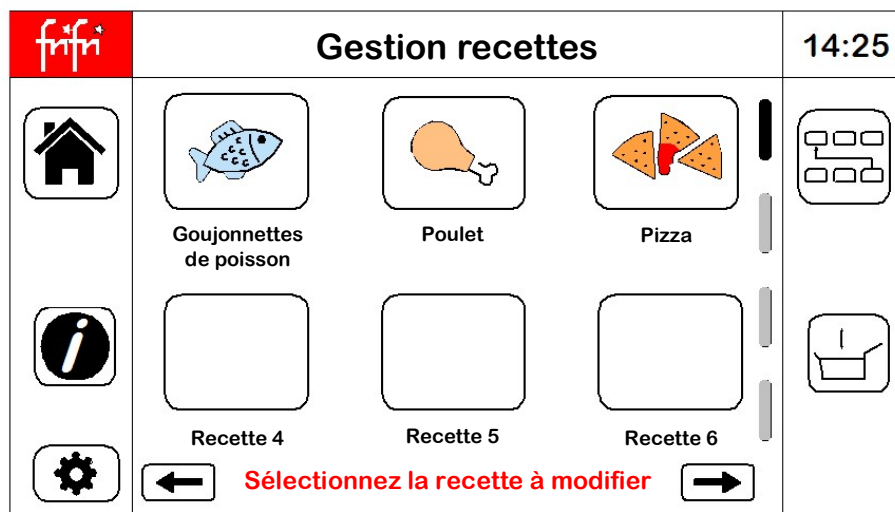 frifri
Gestion recettes
14:25
Goujonnettes
de poisson
Poulet
Pizza
i
Recette 4
Recette 5
Recette 6
Sélectionnez la recette à modifier